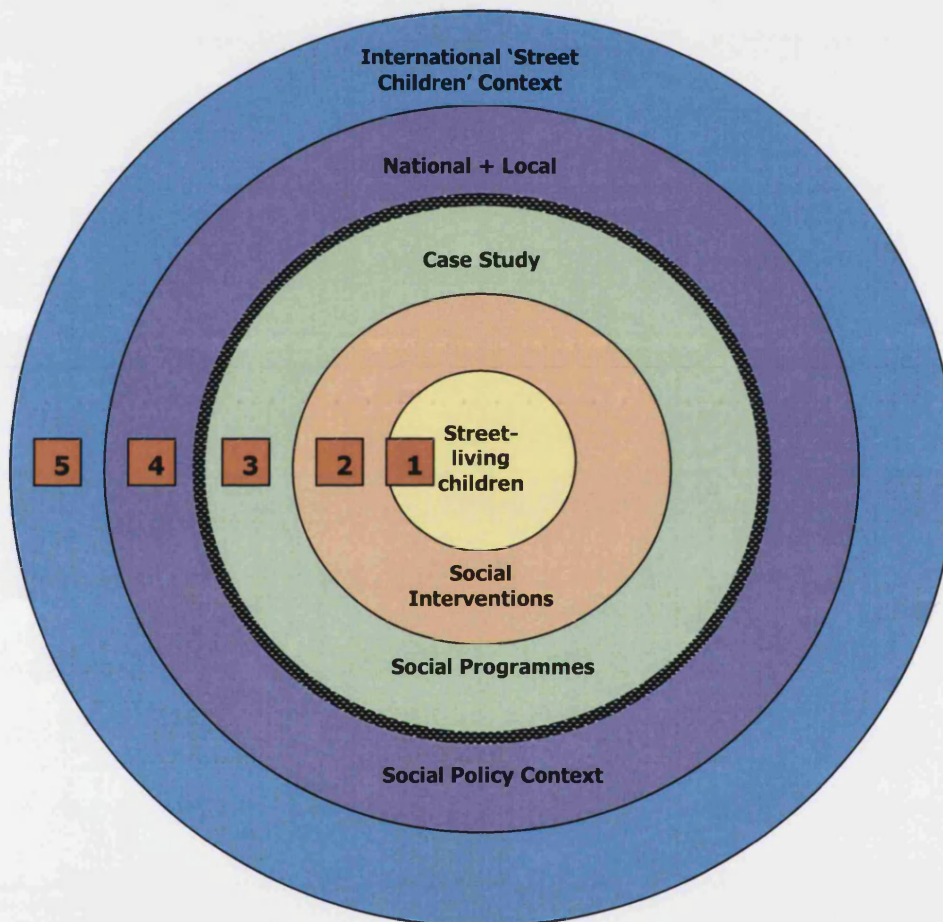 International ‘Street
Children’ Context
National + Local
Case Study
5 4 3 2 1
Street-
living
children
Social
Interventions
Social Programmes
Social Policy Context